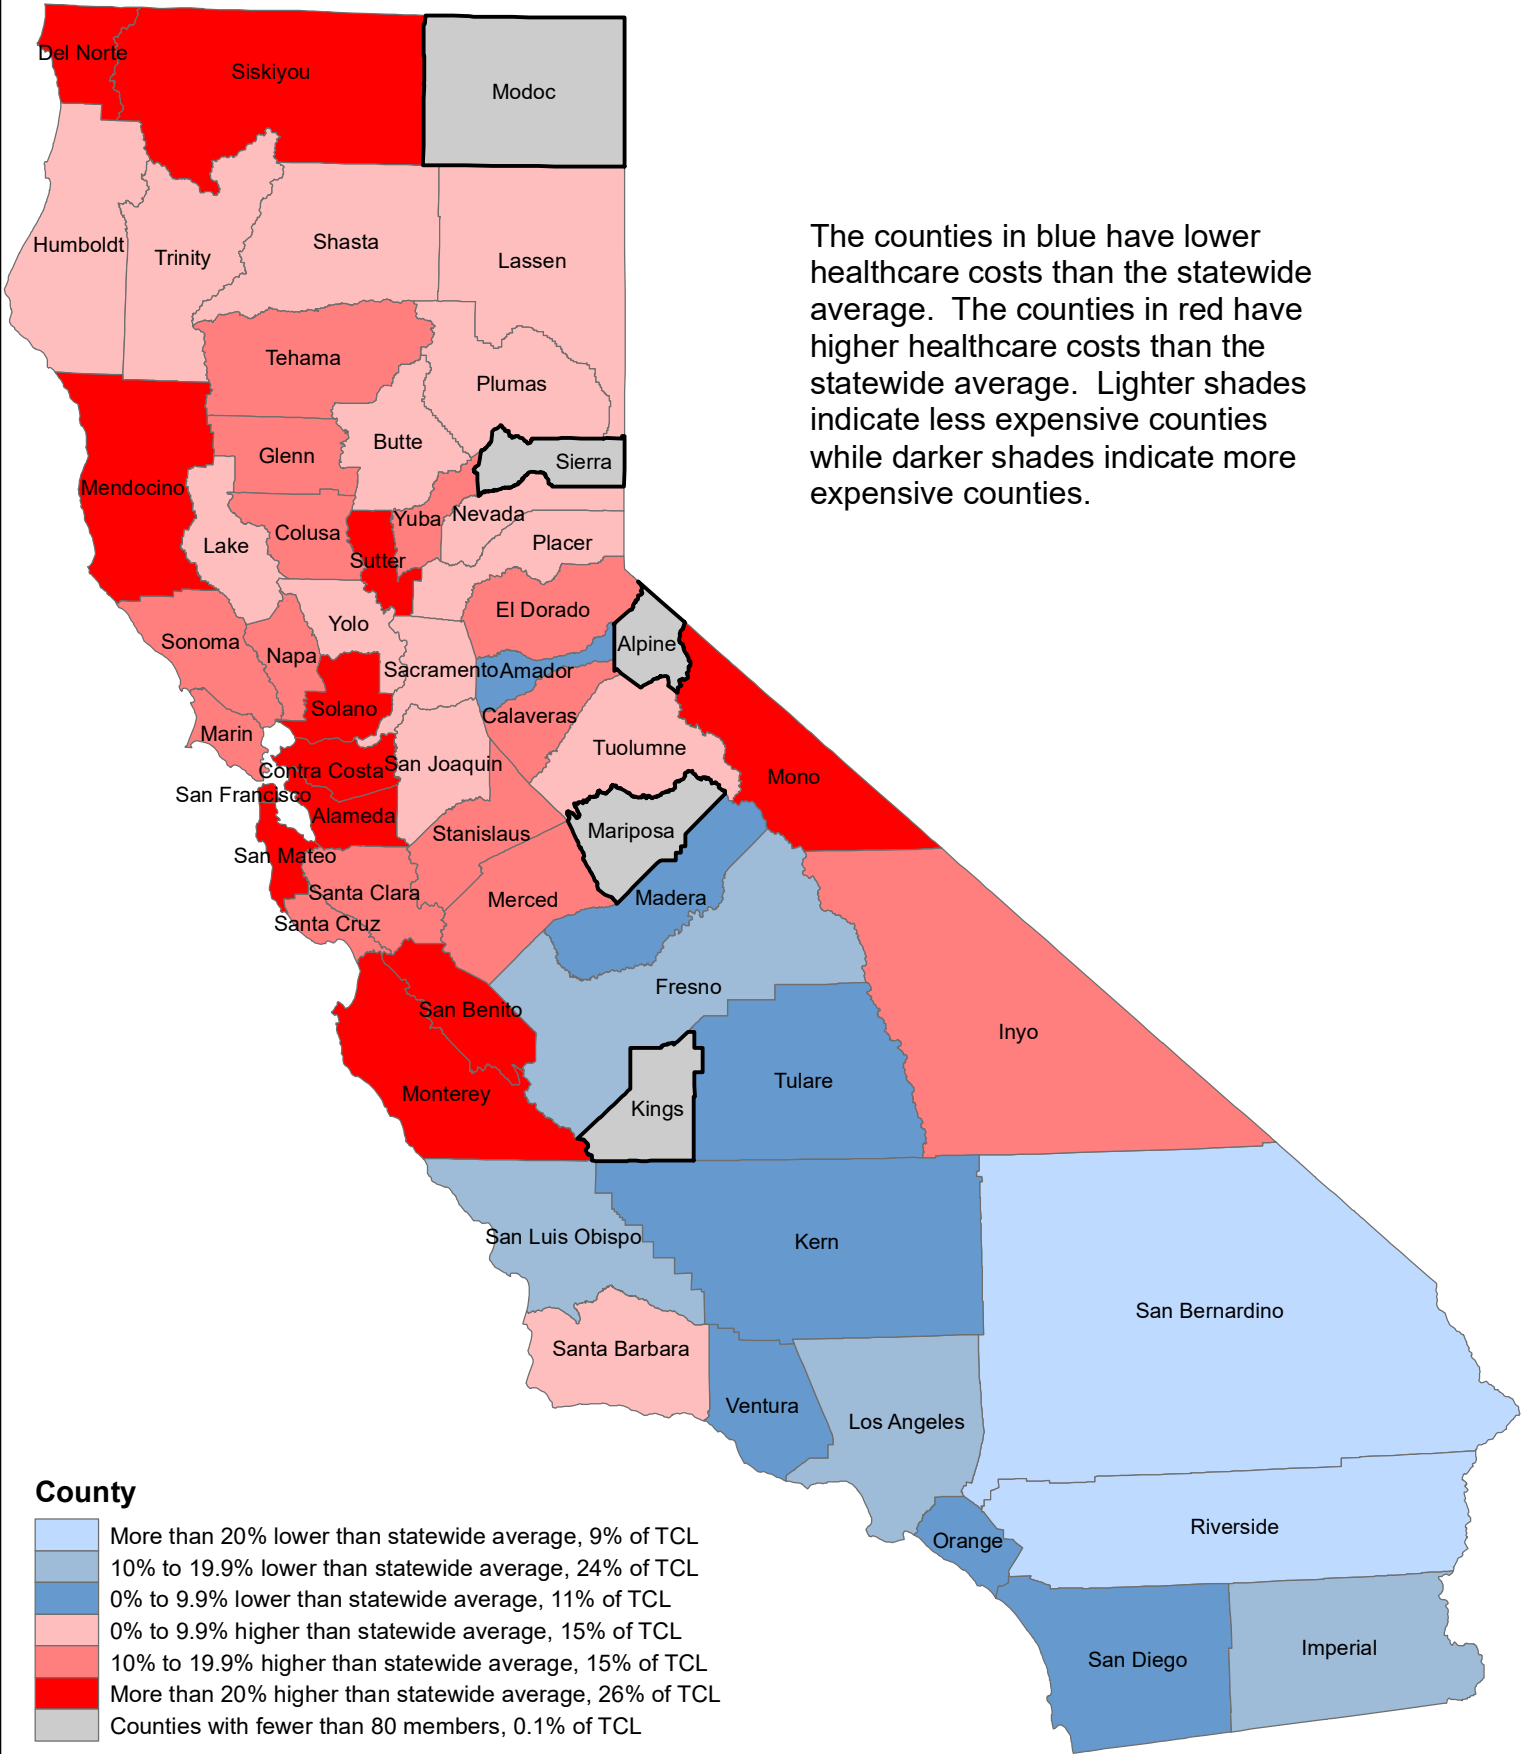 Del Norte
Siskiyou
Modoc
Humboldt
Trinity
Shasta
Lassen
The counties in blue have lower
healthcare costs than the statewide
average.  The counties in red have
higher healthcare costs than the
statewide average.  Lighter shades
indicate less expensive counties
while darker shades indicate more
expensive counties.
Tehama
Plumas
Butte
Glenn
Sierra
Mendocino
Nevada
Yuba
Colusa
Placer
Lake
Sutter
El Dorado
Yolo
Sonoma
Alpine
Napa
Sacramento
Amador
Solano
Calaveras
Marin
Tuolumne
San Joaquin
Contra Costa
Mono
San Francisco
Alameda
Mariposa
Stanislaus
San Mateo
Santa Clara
Madera
Merced
Santa Cruz
Fresno
San Benito
Inyo
Tulare
Monterey
Kings
San Luis Obispo
Kern
San Bernardino
Santa Barbara
Ventura
Los Angeles
Riverside
Orange
Imperial
San Diego
County
More than 20% lower than statewide average, 9% of TCL
10% to 19.9% lower than statewide average, 24% of TCL
0% to 9.9% lower than statewide average, 11% of TCL
0% to 9.9% higher than statewide average, 15% of TCL
10% to 19.9% higher than statewide average, 15% of TCL
More than 20% higher than statewide average, 26% of TCL
Counties with fewer than 80 members, 0.1% of TCL